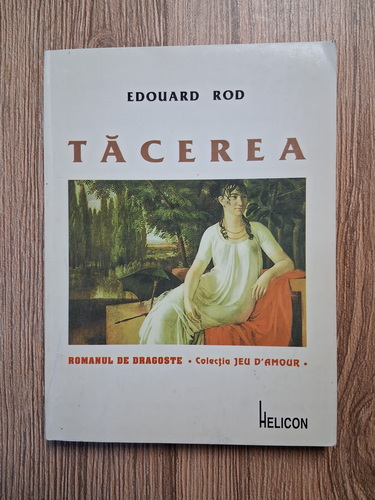 EDOUARD ROD
TĂCEREA
ROMANUL DE DRAGOSTE • Colecția JEU D'AMOUR •
HELICON